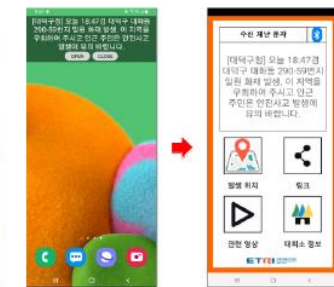 [대덕구청] 오늘 18:47경
대덕구 대화동
290-59번지 일원 화재 발생, 이 지역을
우회하여 주시고 인근 주민은 안전사고
발생에 유의 바랍니다.
OPEN CLOSE
수신 재난 문자
[대덕구청] 오늘 18:47경
대덕구 대화동 290-59번지
일원 화재 발생, 이 지역을
우회하여 주시고 인근
주민은 안전사고 발생에
유의 바랍니다.
발생 위치
링크
관련 영상
대피소 정보
ETRI